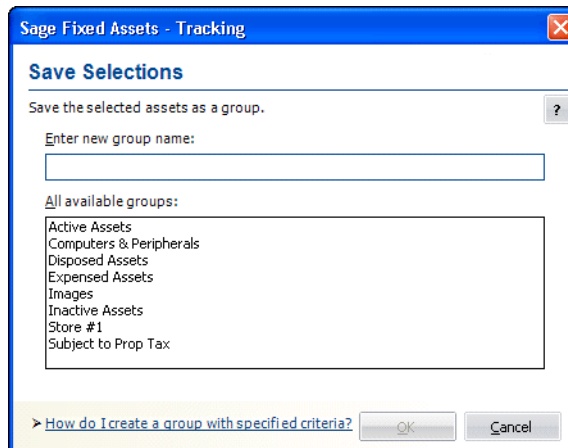 Sage Fixed Assets - Tracking
Save Selections
Save the selected assets as a group.
?
Enter new group name:
All available groups:
Active Assets
Computers & Peripherals
Disposed Assets
Expensed Assets
Images
Inactive Assets
Store #1
Subject to Prop Tax
➤ How do I create a group with specified criteria?
OK
Cancel